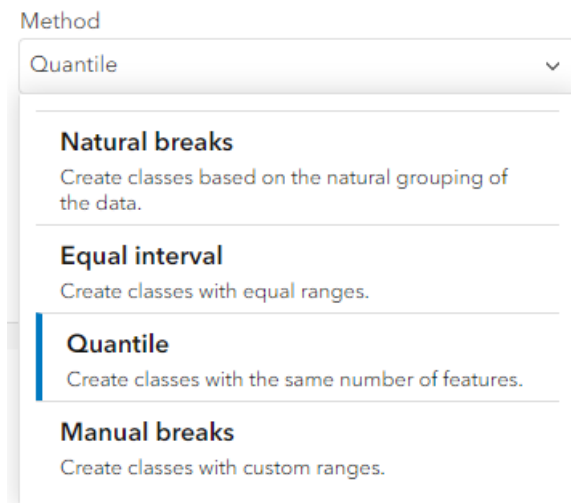 Method
Quantile
Natural breaks
Create classes based on the natural grouping of
the data.
Equal interval
Create classes with equal ranges.
Quantile
Create classes with the same number of features.
Manual breaks
Create classes with custom ranges.